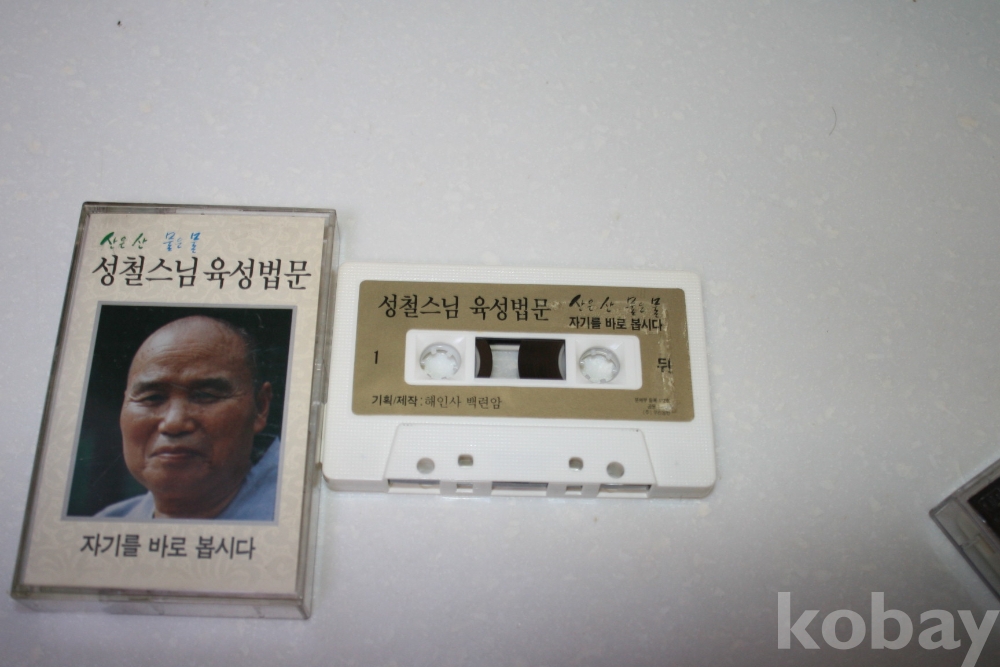 산은 산 물은 물
성철스님 육성법문
자기를 바로 봅시다
성철스님 육성법문
산은 산 물은 물
자기를 바로 봅시다
1
뒤
기획/제작:해인사 백련암
kobay